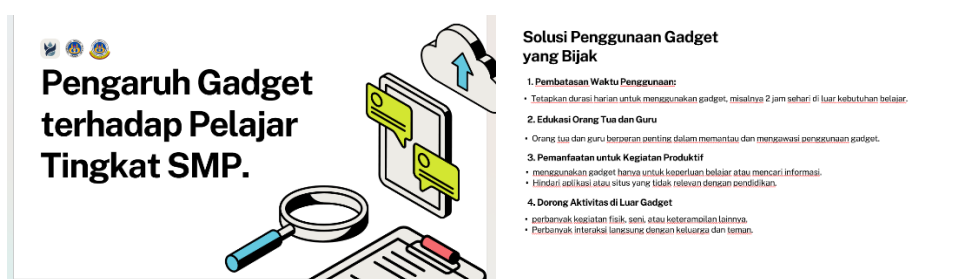 Pengaruh Gadget
terhadap Pelajar
Tingkat SMP.
Solusi Penggunaan Gadget
yang Bijak
1. Pembatasan Waktu Penggunaan:
• Tetapkan durasi harian untuk menggunakan gadget, misalnya 2 jam sehari di luar kebutuhan belajar.
2. Edukasi Orang Tua dan Guru
• Orang tua dan guru berperan penting dalam memantau dan mengawasi penggunaan gadget.
3. Pemanfaatan untuk Kegiatan Produktif
• menggunakan gadget hanya untuk keperluan belajar atau mencari informasi.
• Hindari aplikasi atau situs yang tidak relevan dengan pendidikan.
4. Dorong Aktivitas di Luar Gadget
• perbanyak kegiatan fisik, seni, atau keterampilan lainnya.
• Perbanyak interaksi langsung dengan keluarga dan teman.